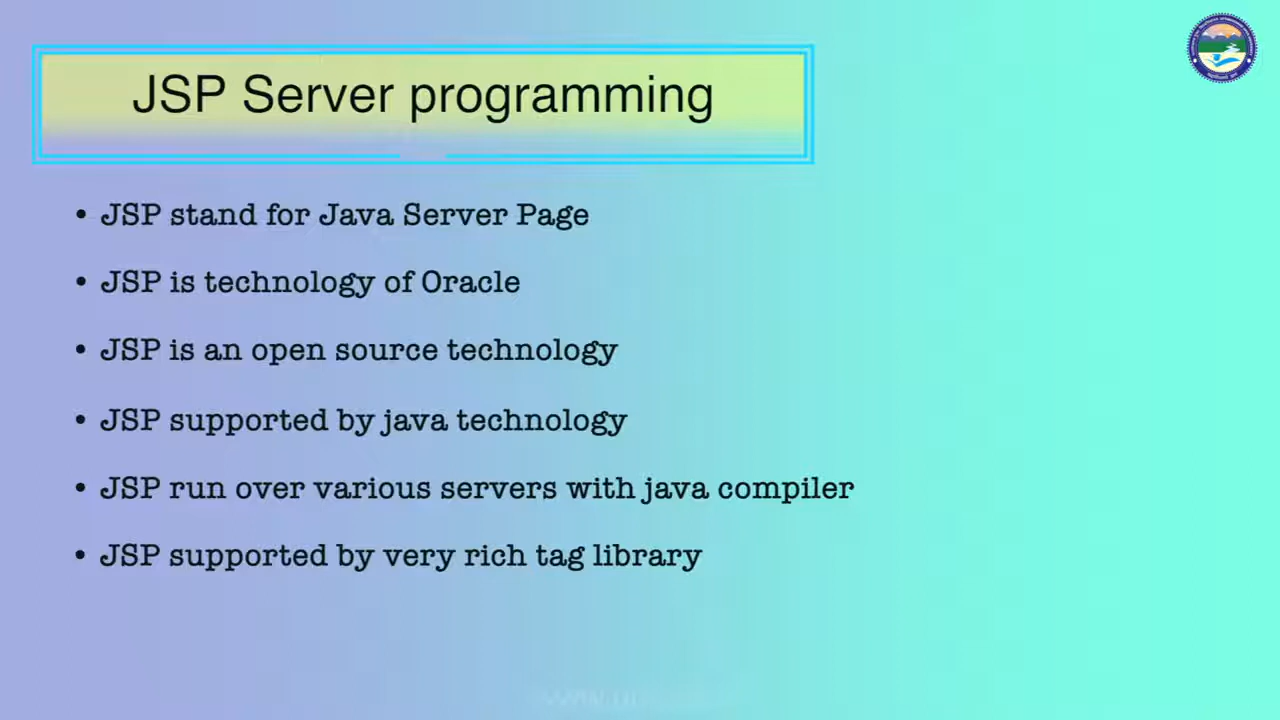 JSP Server programming
• JSP stand for Java Server Page
• JSP is technology of Oracle
• JSP is an open source technology
• JSP supported by java technology
• JSP run over various servers with java compiler
• JSP supported by very rich tag library